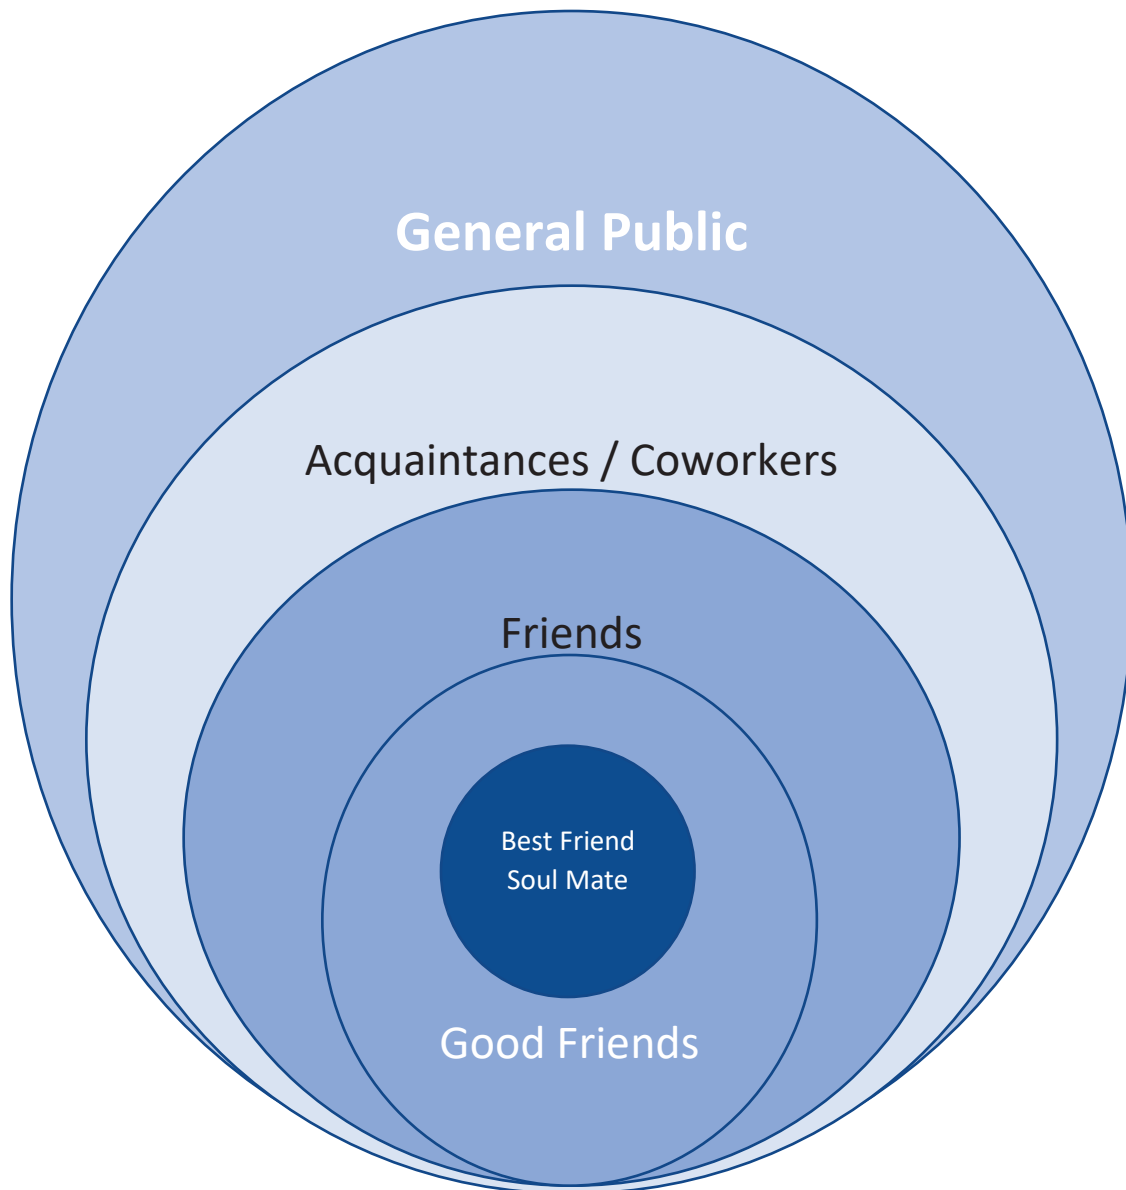 General Public
Acquaintances / Coworkers
Friends
Best Friend
Soul Mate
Good Friends